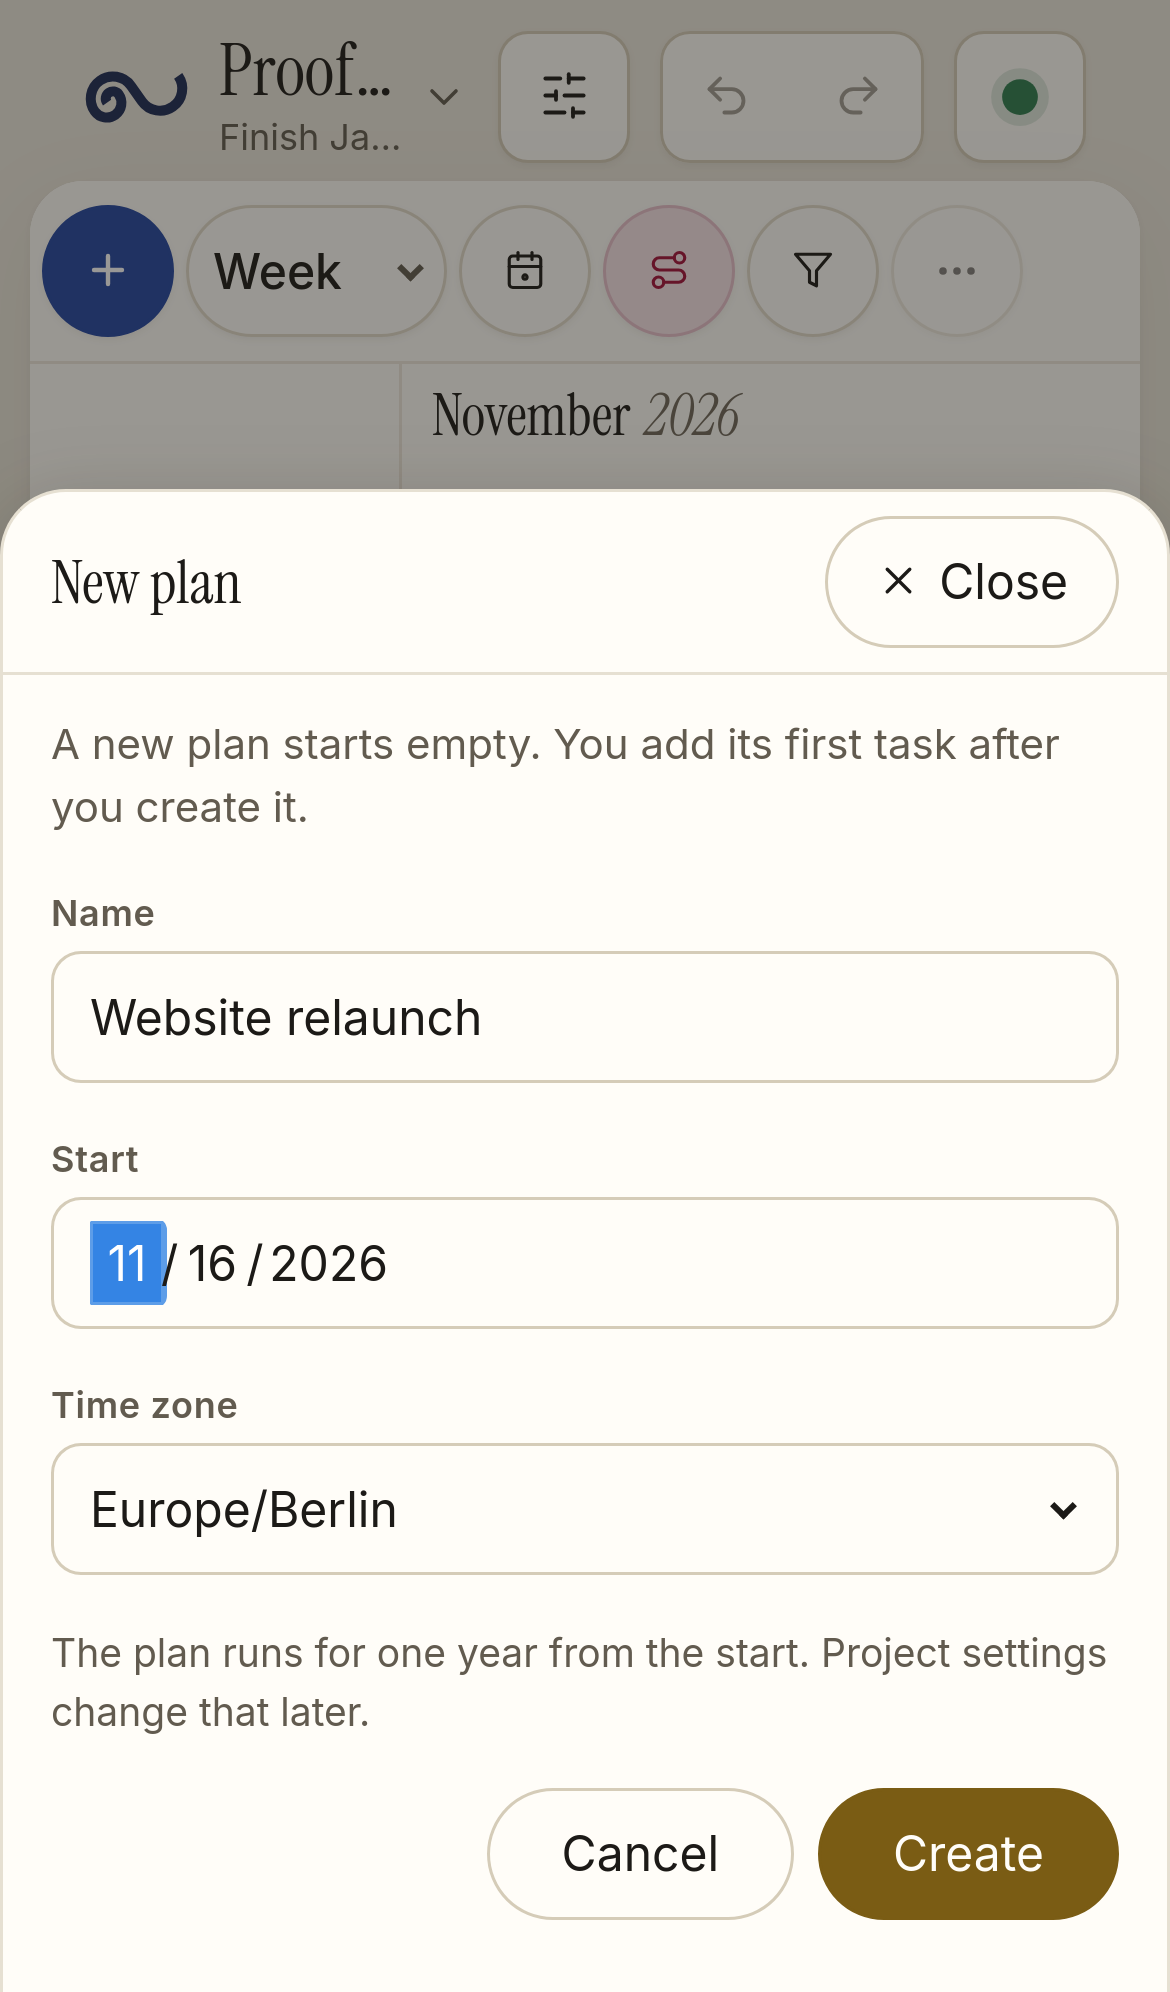 Proof...
Finish Ja...
Week
November 2026
New plan
Close
A new plan starts empty. You add its first task after
you create it.
Name
Website relaunch
Start
11/16/2026
Time zone
Europe/Berlin
The plan runs for one year from the start. Project settings
change that later.
Cancel
Create